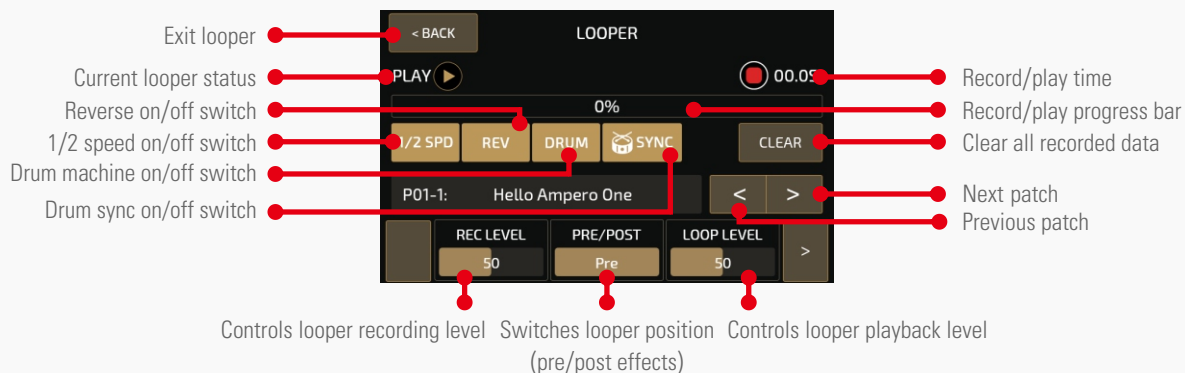 Exit looper
Current looper status
Reverse on/off switch
1/2 speed on/off switch
Drum machine on/off switch
Drum sync on/off switch
< BACK
LOOPER
PLAY
0%
1/2 SPD
REV
DRUM
SYNC
CLEAR
P01-1: Hello Ampero One
< >
REC LEVEL
50
PRE/POST
Pre
LOOP LEVEL
50
>
Record/play time
Record/play progress bar
Clear all recorded data
Next patch
Previous patch
Controls looper recording level
Switches looper position
(pre/post effects)
Controls looper playback level